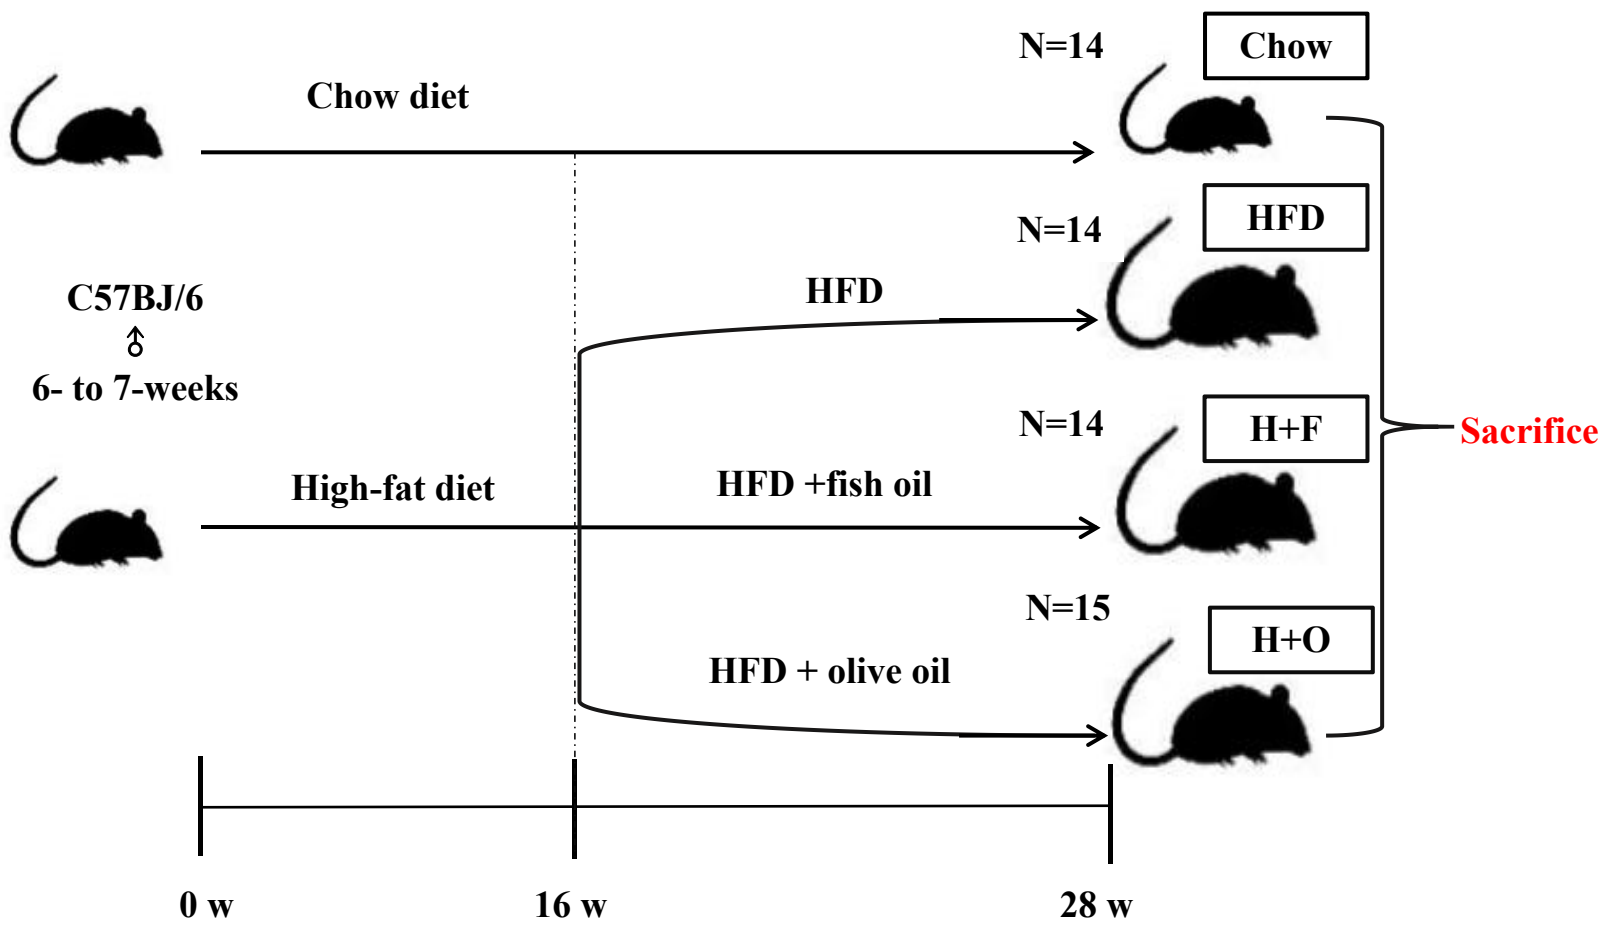 N=14
Chow
Chow diet
N=14
HFD
HFD
C57BJ/6
♂
6- to 7-weeks
N=14
H+F
Sacrifice
High-fat diet
HFD +fish oil
N=15
H+O
HFD + olive oil
0 w
16 w
28 w